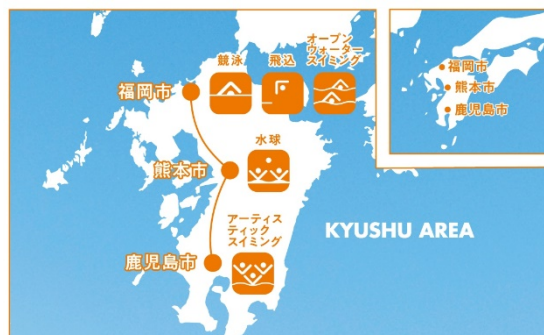 競泳
飛込
オープン
ウォーター
スイミング
福岡市
水球
熊本市
アーティス
ティック
スイミング
鹿児島市
KYUSHU AREA
福岡市
熊本市
鹿児島市